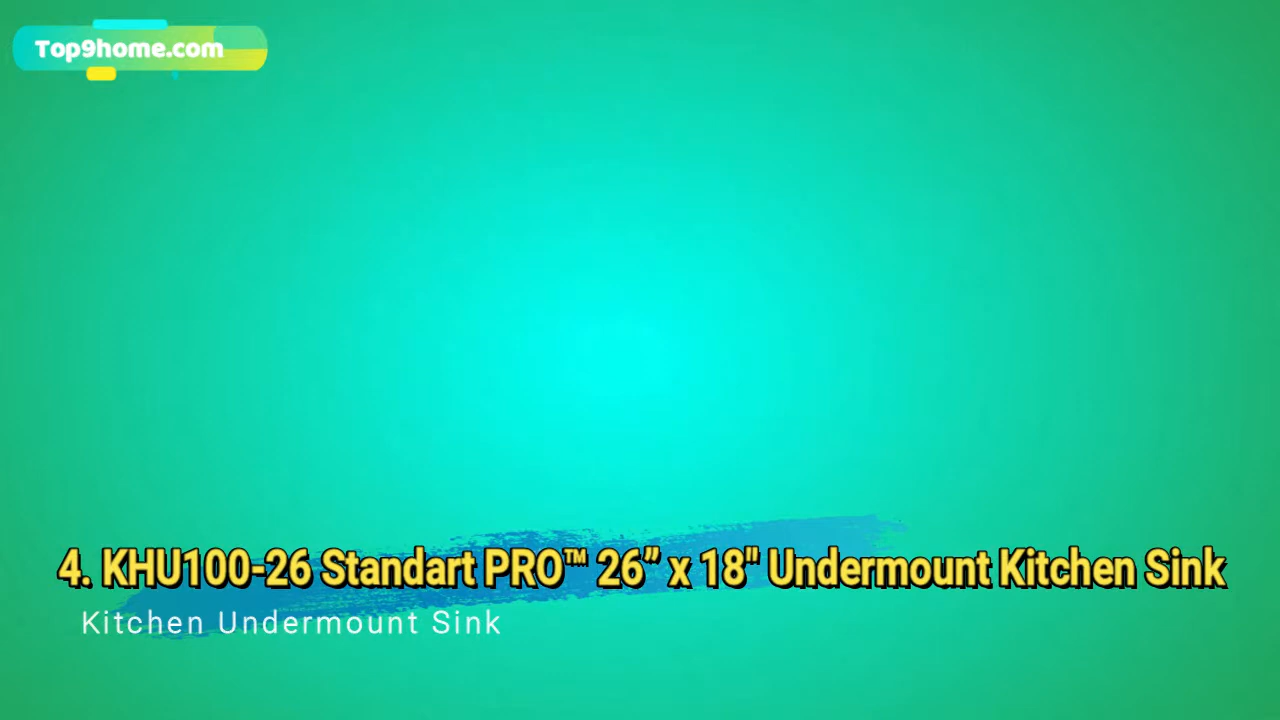 Top9home.com
4. KHU100-26 Standart PRO™ 26” x 18" Undermount Kitchen Sink
Kitchen Undermount Sink